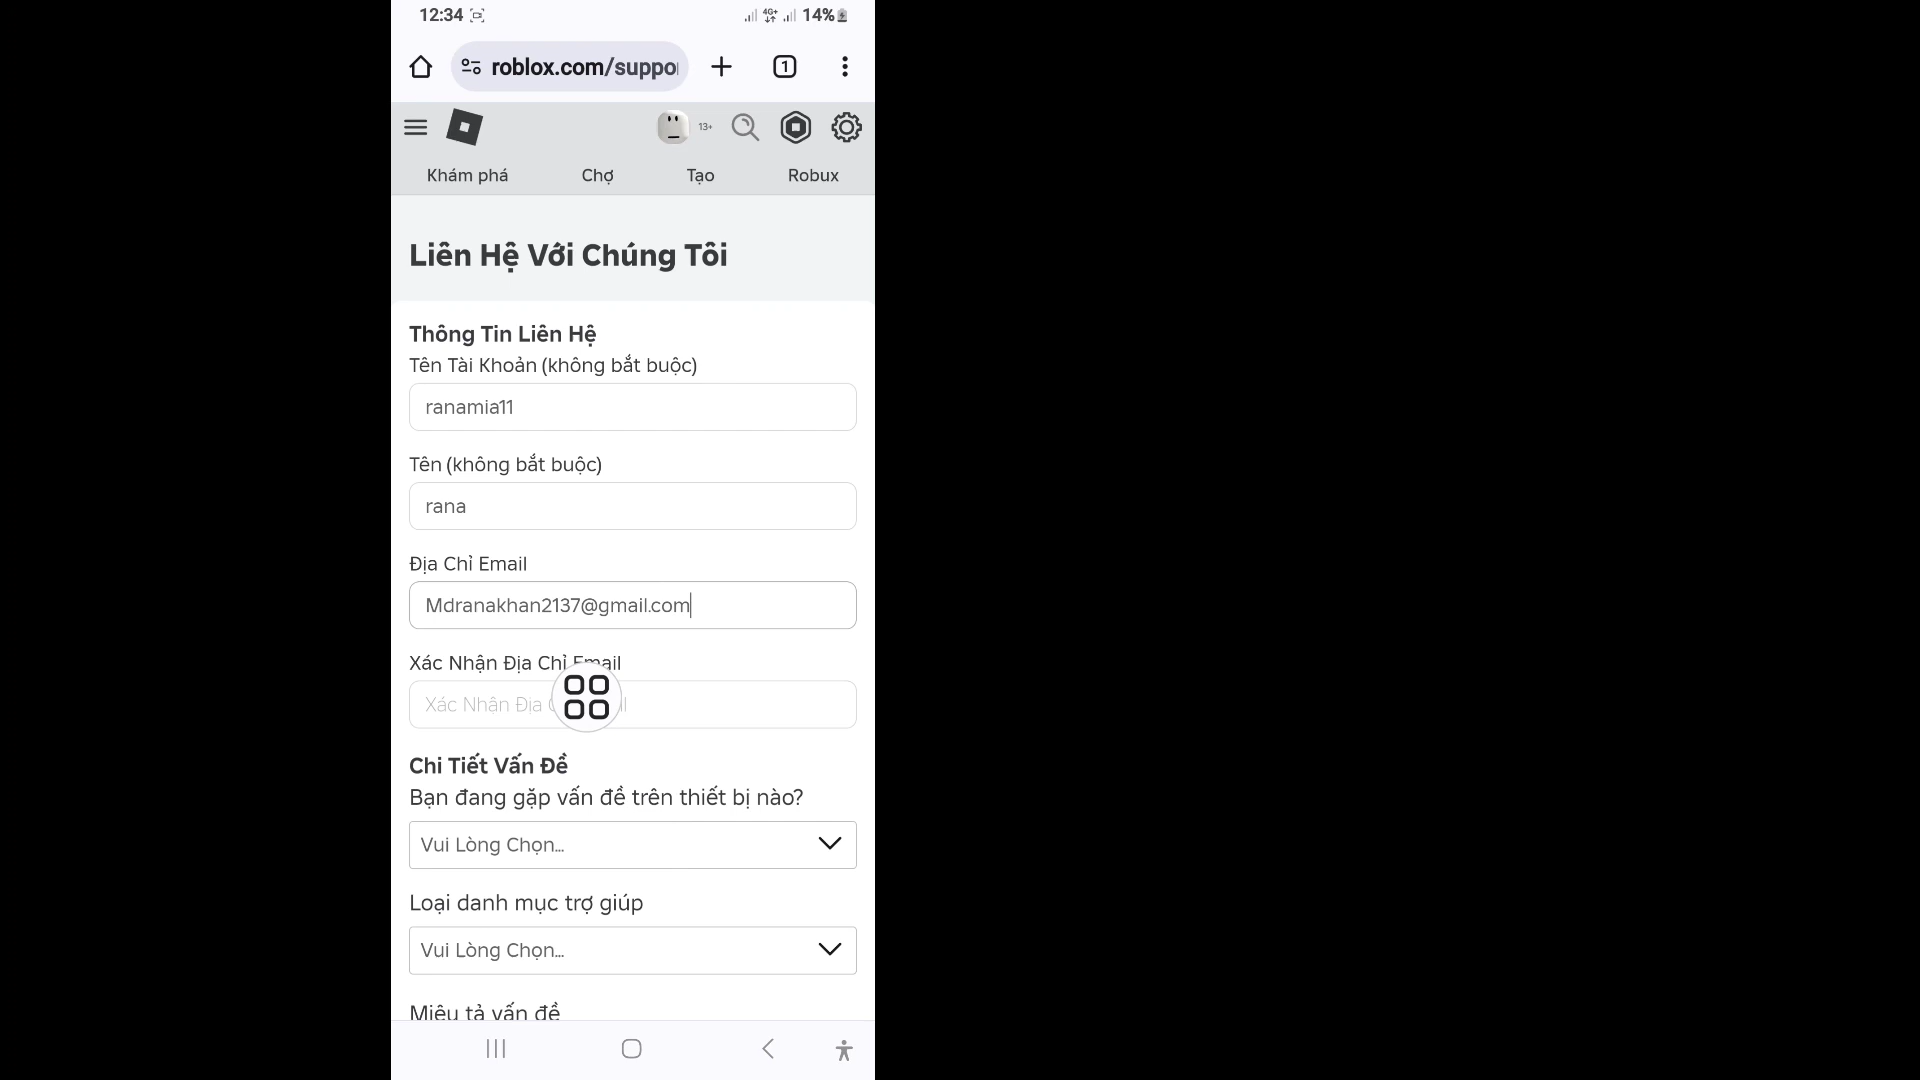 12:34
4G+
14%
roblox.com/suppo
1
13+
Khám phá Chợ Tạo Robux
Liên Hệ Với Chúng Tôi
Thông Tin Liên Hệ
Tên Tài Khoản (không bắt buộc)
ranamia11
Tên (không bắt buộc)
rana
Địa Chỉ Email
Mdranakhan2137@gmail.com
Xác Nhận Địa Chỉ Email
Xác Nhận Địa
Chi Tiết Vấn Đề
Bạn đang gặp vấn đề trên thiết bị nào?
Vui Lòng Chọn...
Loại danh mục trợ giúp
Vui Lòng Chọn...
Miêu tả vấn đề